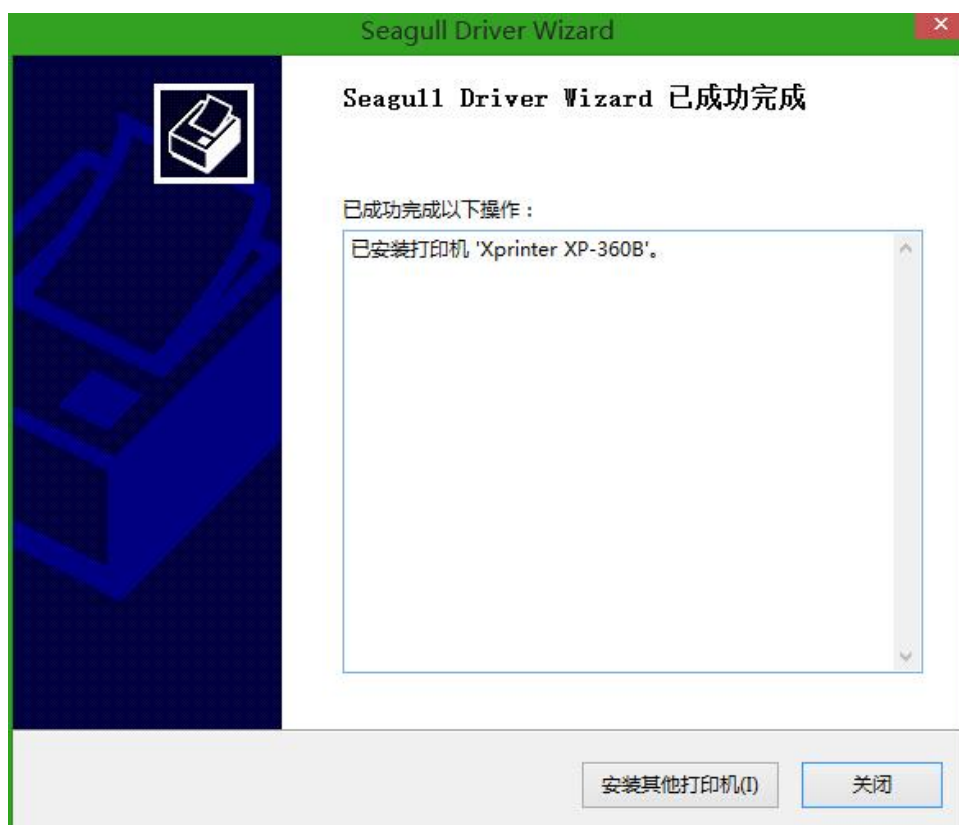 Seagull Driver Wizard
Seagull Driver Wizard 已成功完成
已成功完成以下操作：
已安装打印机 'Xprinter XP-360B'。
安装其他打印机(I)
关闭